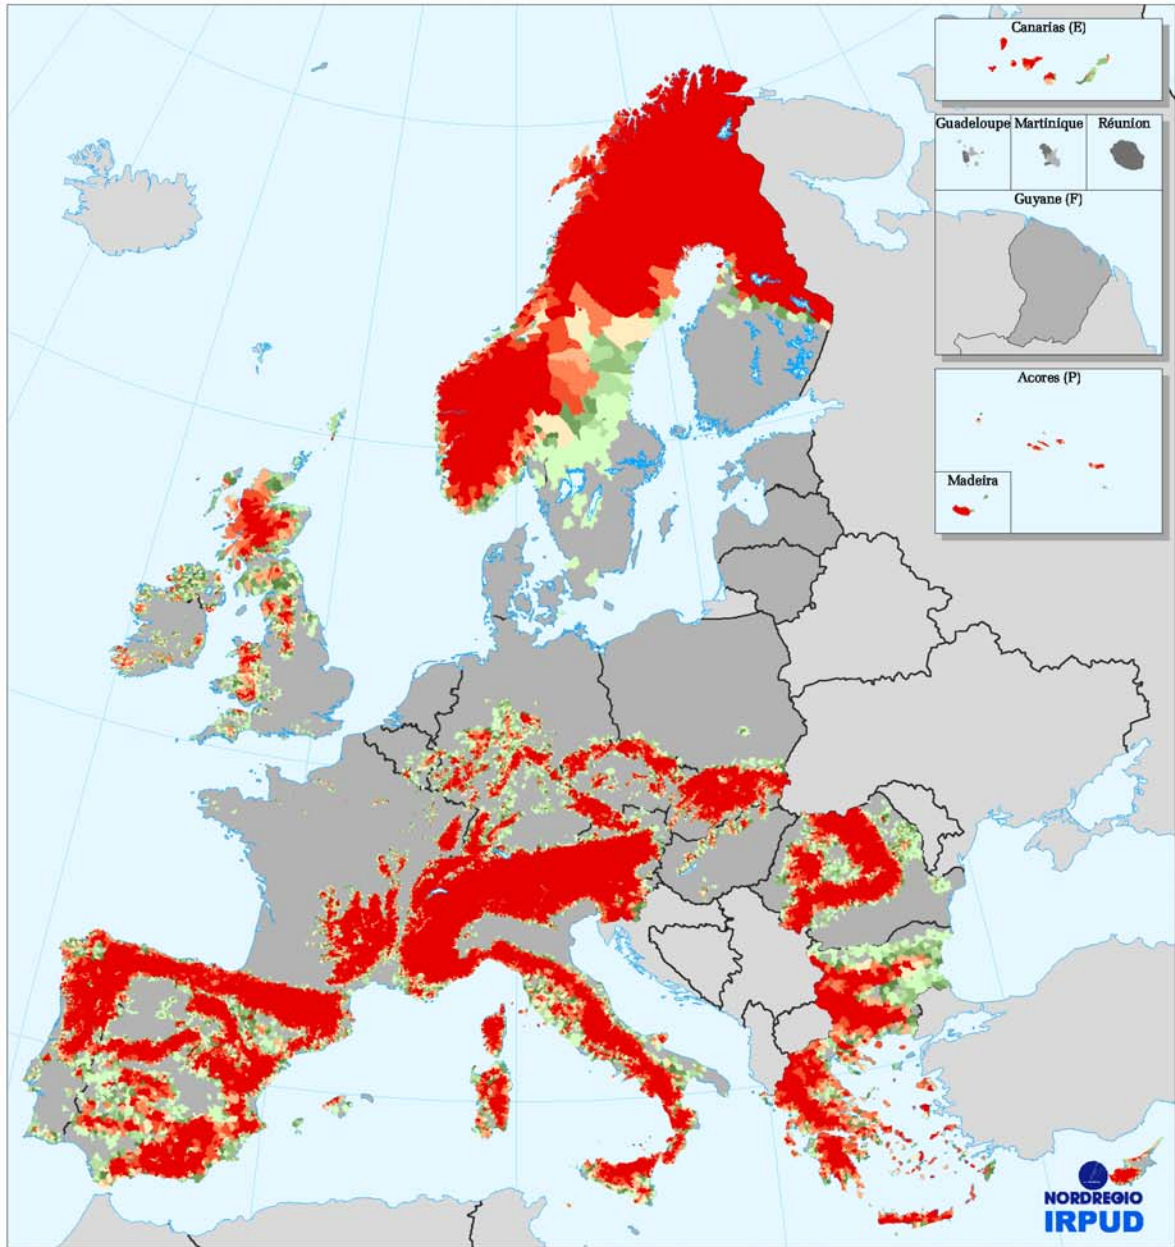 Canarias (E)
Guadeloupe Martinique Réunion
Guyane (F)
Acores (P)
Madeira
NORDREGIO
IRPUD